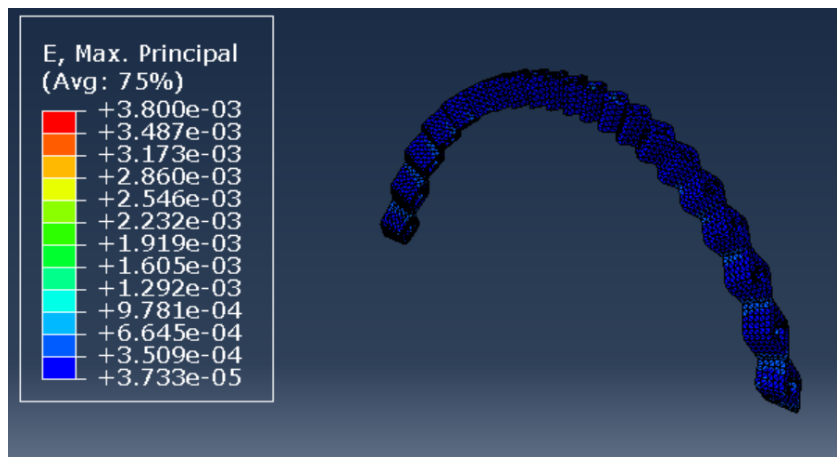 E, Max. Principal
(Avg: 75%)
+3.800e-03
+3.487e-03
+3.173e-03
+2.860e-03
+2.546e-03
+2.232e-03
+1.919e-03
+1.605e-03
+1.292e-03
+9.781e-04
+6.645e-04
+3.509e-04
+3.733e-05